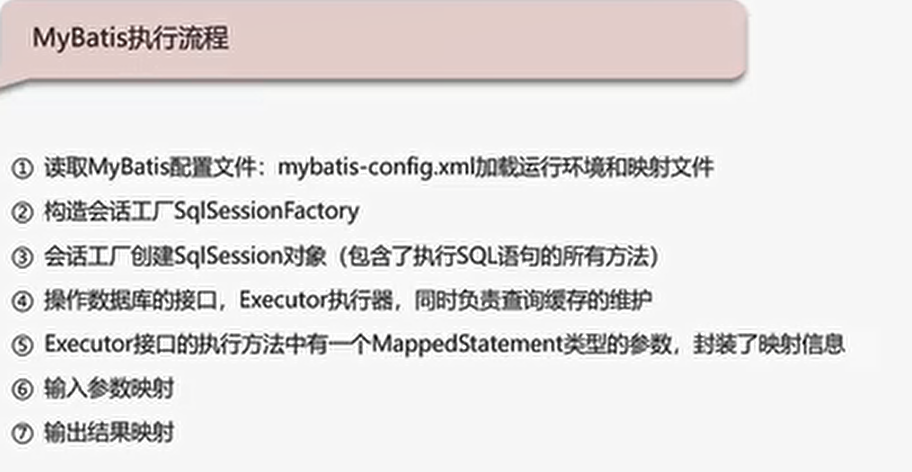 MyBatis执行流程
① 读取MyBatis配置文件：mybatis-config.xml加载运行环境和映射文件
② 构造会话工厂SqlSessionFactory
③ 会话工厂创建SqlSession对象（包含了执行SQL语句的所有方法）
④ 操作数据库的接口，Executor执行器，同时负责查询缓存的维护
⑤ Executor接口的执行方法中有一个MappedStatement类型的参数，封装了映射信息
⑥ 输入参数映射
⑦ 输出结果映射